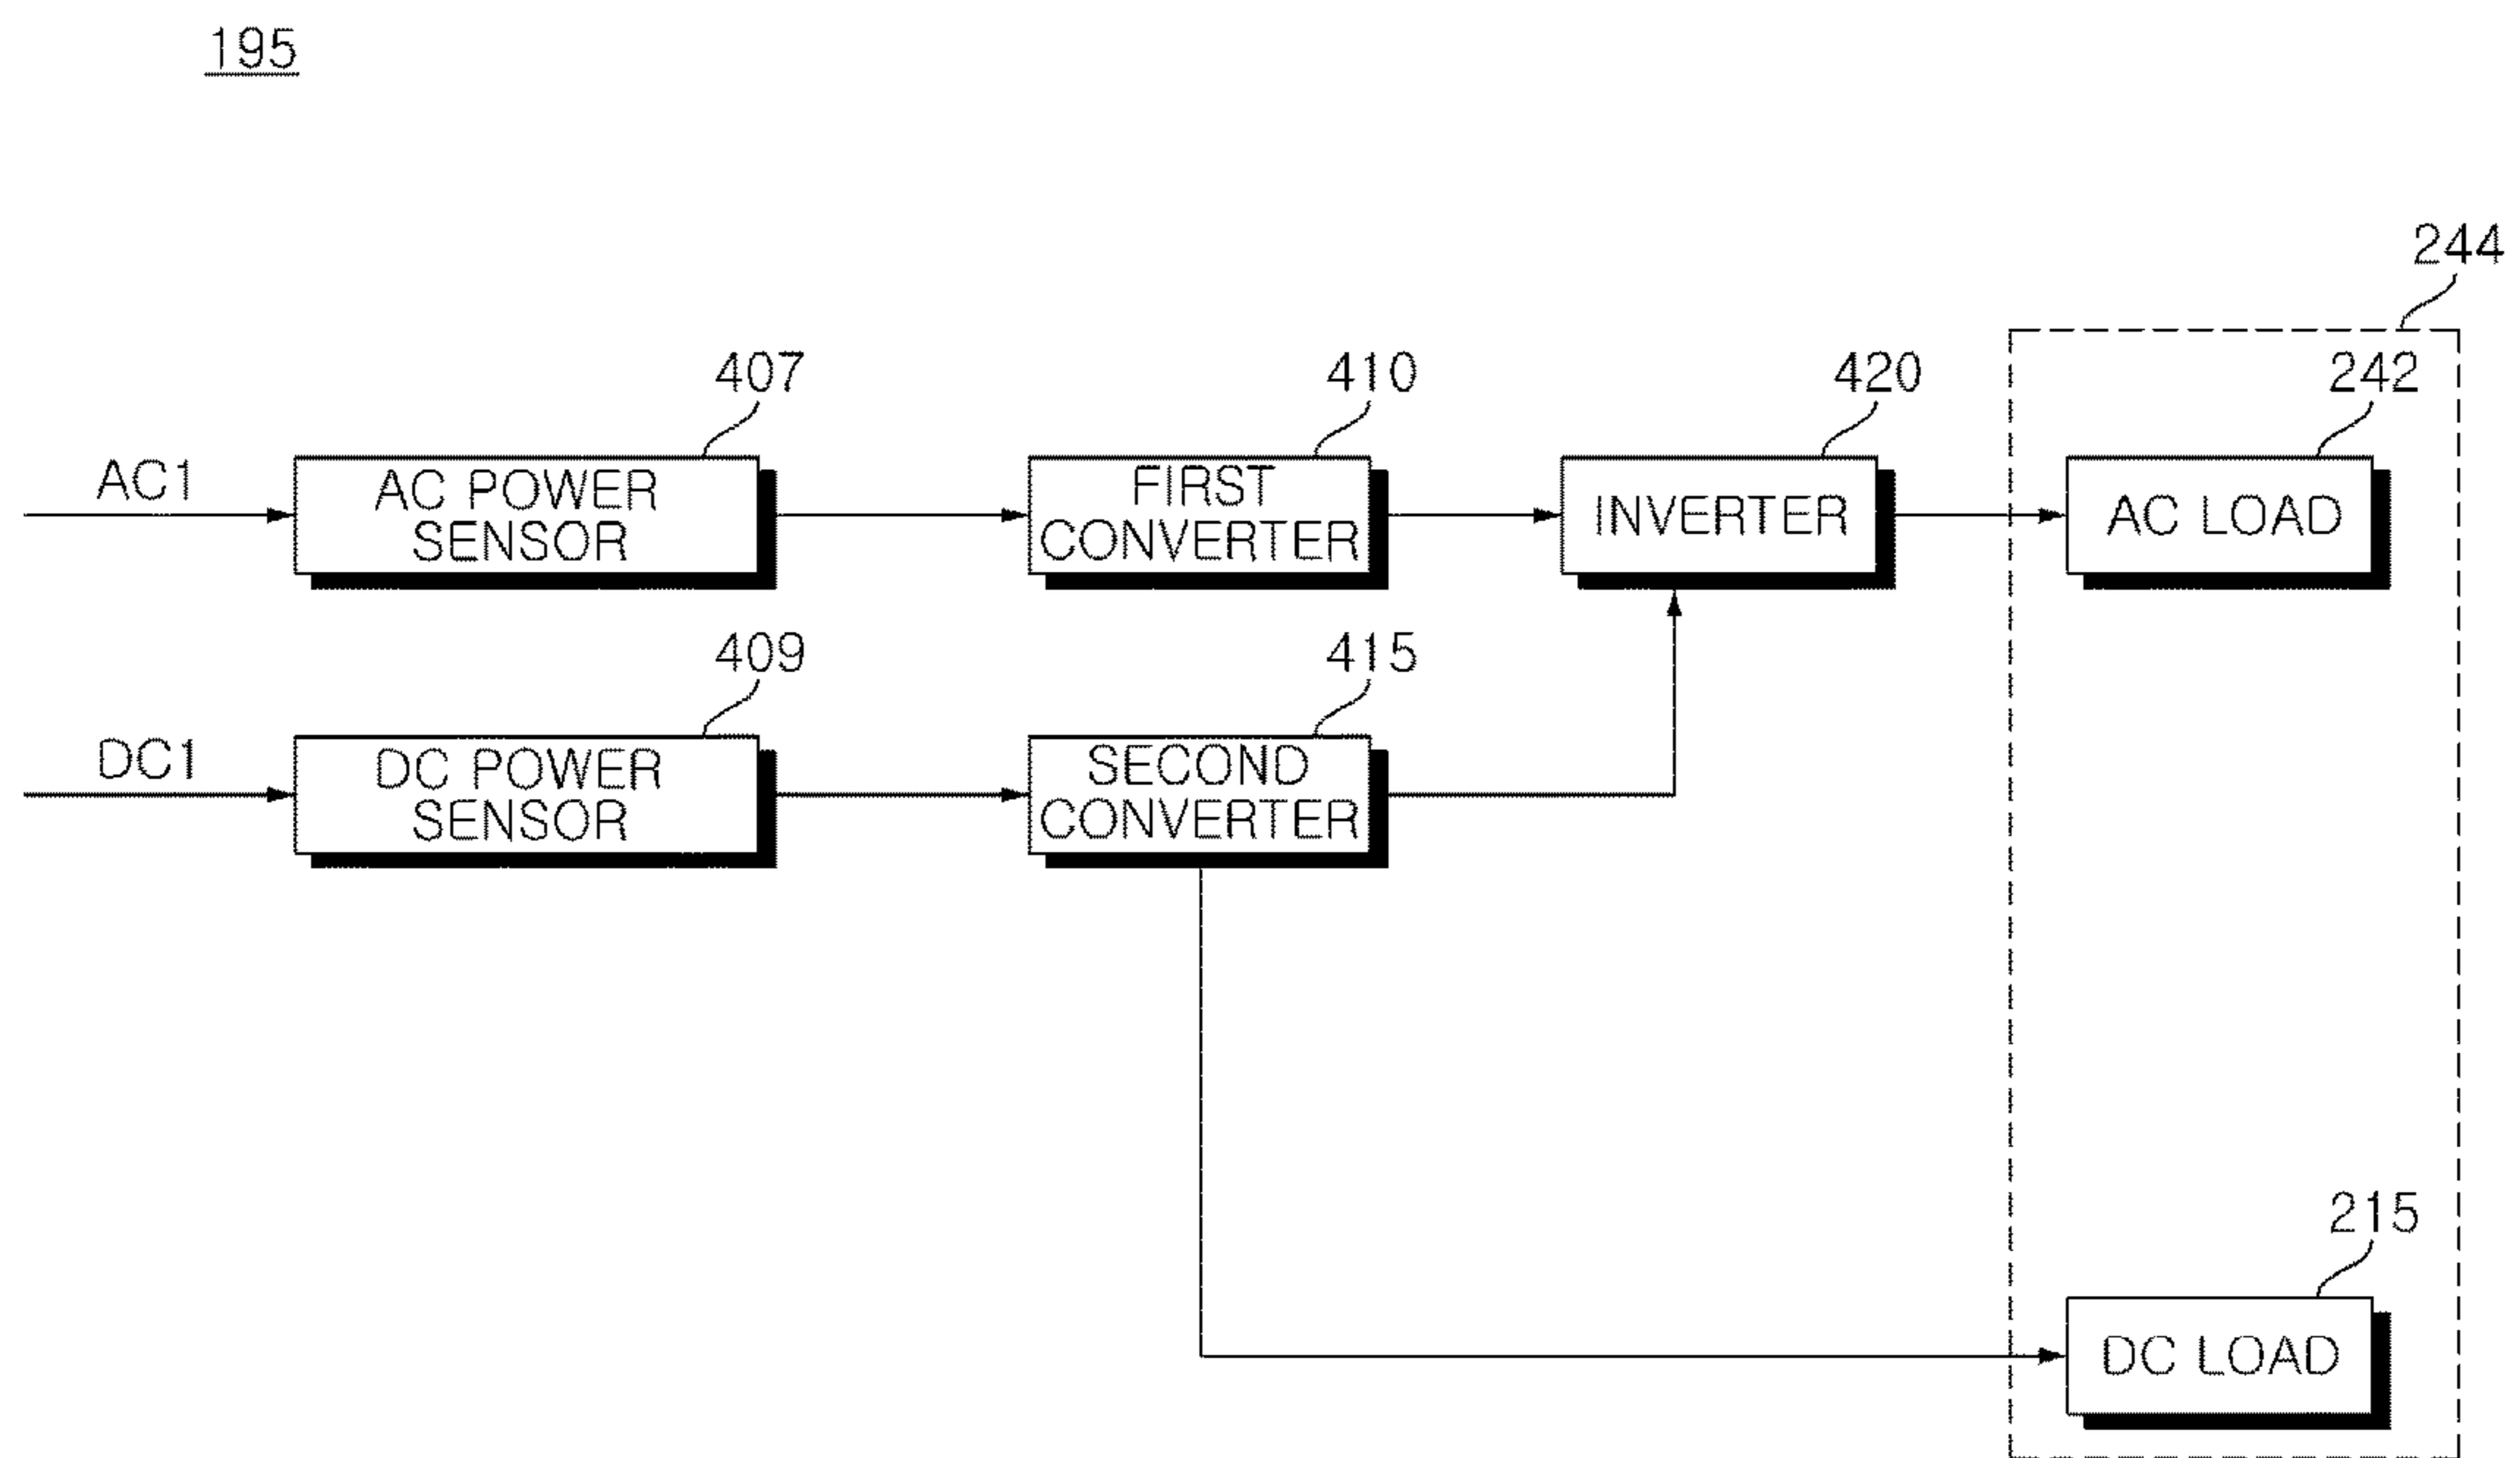 195
244
407
410
420
242
AC1
AC POWER
SENSOR
FIRST
CONVERTER
INVERTER
AC LOAD
409
415
DC1
DC POWER
SENSOR
SECOND
CONVERTER
215
DC LOAD